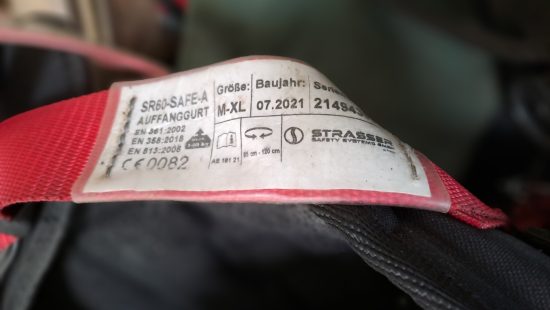 SR60-SAFE-A
AUFFANGGURT
EN 361:2002
EN 358:2018
EN 813:2008
CE 0082
Größe:
M-XL
Baujahr:
07.2021
STRASSER
SAFETY SYSTEMS GMBH